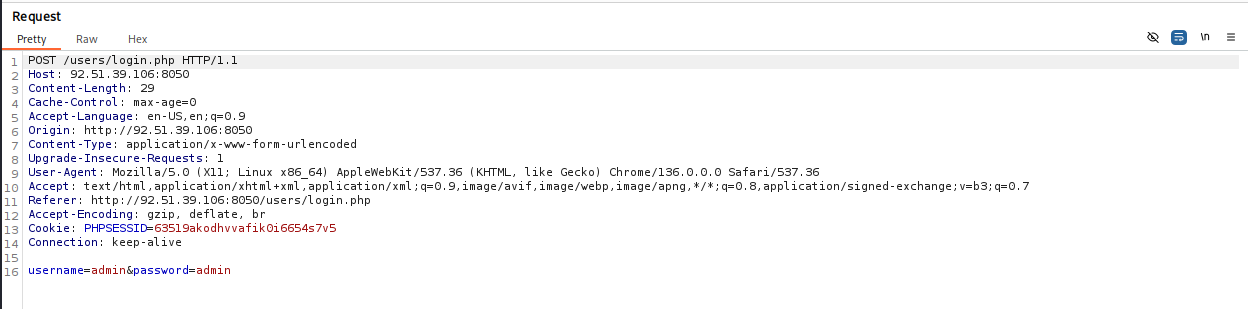 Request
Pretty Raw Hex
\n
1 POST /users/login.php HTTP/1.1
2 Host: 92.51.39.106:8050
3 Content-Length: 29
4 Cache-Control: max-age=0
5 Accept-Language: en-US,en;q=0.9
6 Origin: http://92.51.39.106:8050
7 Content-Type: application/x-www-form-urlencoded
8 Upgrade-Insecure-Requests: 1
9 User-Agent: Mozilla/5.0 (X11; Linux x86_64) AppleWebKit/537.36 (KHTML, like Gecko) Chrome/136.0.0.0 Safari/537.36
10 Accept: text/html,application/xhtml+xml,application/xml;q=0.9,image/avif,image/webp,image/apng,*/*;q=0.8,application/signed-exchange;v=b3;q=0.7
11 Referer: http://92.51.39.106:8050/users/login.php
12 Accept-Encoding: gzip, deflate, br
13 Cookie: PHPSESSID=63519akodhvvafik0i6654s7v5
14 Connection: keep-alive
15
16 username=admin&password=admin